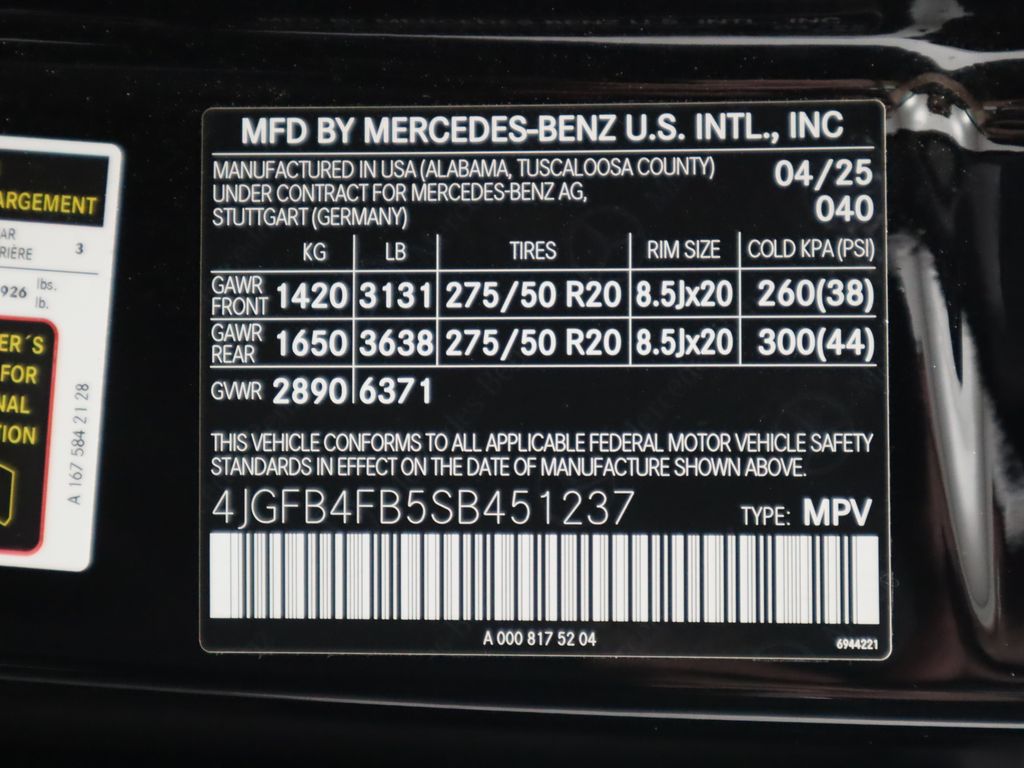 MFD BY MERCEDES-BENZ U.S. INTL., INC
MANUFACTURED IN USA (ALABAMA, TUSCALOOSA COUNTY)
UNDER CONTRACT FOR MERCEDES-BENZ AG,
STUTTGART (GERMANY)
04/25
040
KG LB TIRES RIM SIZE COLD KPA (PSI)
GAWR FRONT 1420 3131 275/50 R20 8.5Jx20 260(38)
GAWR REAR 1650 3638 275/50 R20 8.5Jx20 300(44)
GVWR 2890 6371
THIS VEHICLE CONFORMS TO ALL APPLICABLE FEDERAL MOTOR VEHICLE SAFETY
STANDARDS IN EFFECT ON THE DATE OF MANUFACTURE SHOWN ABOVE.
4JGFB4FB5SB451237 TYPE: MPV
A 000 817 52 04
6944221
ARGEMENT
AR
RIÈRE 3
926 lbs.
lb.
ER´S
FOR
NAL
TION
A 167 584 21 28